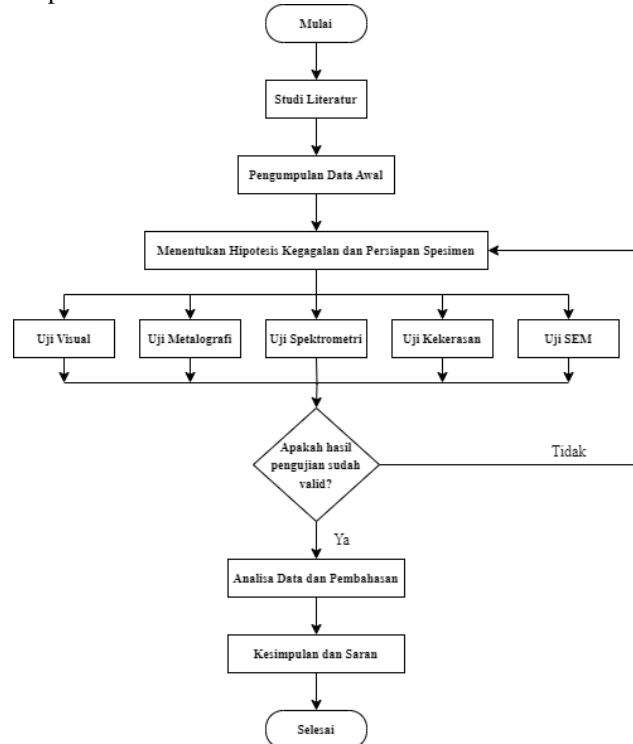 Mulai
Studi Literatur
Pengumpulan Data Awal
Menentukan Hipotesis Kegagalan dan Persiapan Spesimen
Uji Visual
Uji Metalografi
Uji Spektrometri
Uji Kekerasan
Uji SEM
Apakah hasil
pengujian sudah
valid?
Tidak
Ya
Analisa Data dan Pembahasan
Kesimpulan dan Saran
Selesai